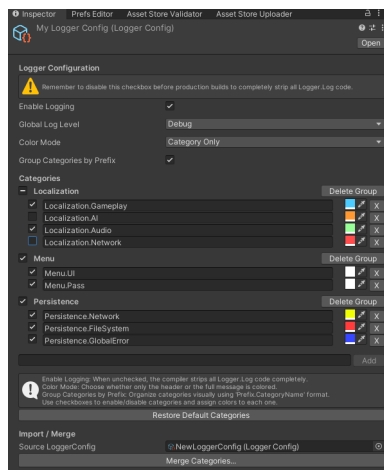 Inspector Prefs Editor Asset Store Validator Asset Store Uploader
My Logger Config (Logger Config)
Open
Logger Configuration
Remember to disable this checkbox before production builds to completely strip all Logger.Log code.
Enable Logging
Global Log Level Debug
Color Mode Category Only
Group Categories by Prefix
Categories
Localization Delete Group
Localization.Gameplay X
Localization.AI X
Localization.Audio X
Localization.Network X
Menu Delete Group
Menu.UI X
Menu.Pass X
Persistence Delete Group
Persistence.Network X
Persistence.FileSystem X
Persistence.GlobalError X
Add
Enable Logging: When unchecked, the compiler strips all Logger.Log code completely.
Color Mode: Choose whether only the header or the full message is colored.
Group Categories by Prefix: Organize categories visually using 'Prefix.CategoryName' format.
Use checkboxes to enable/disable categories and assign colors to each one.
Restore Default Categories
Import / Merge
Source LoggerConfig NewLoggerConfig (Logger Config)
Merge Categories...